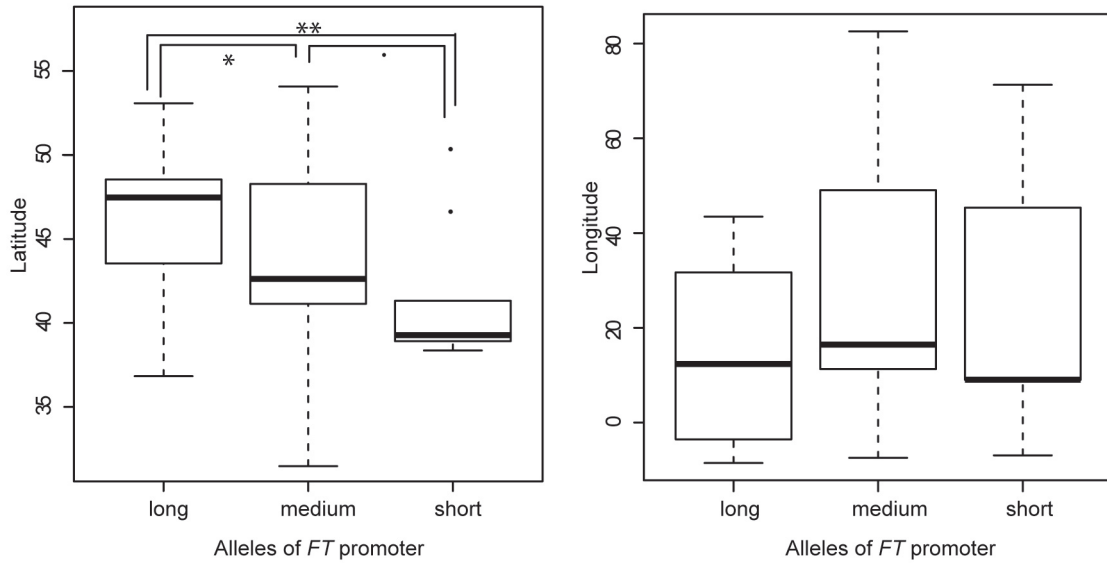 **
*
.
Latitude
55
50
45
40
35
long medium short
Alleles of FT promoter
Longitude
80
60
40
20
0
long medium short
Alleles of FT promoter